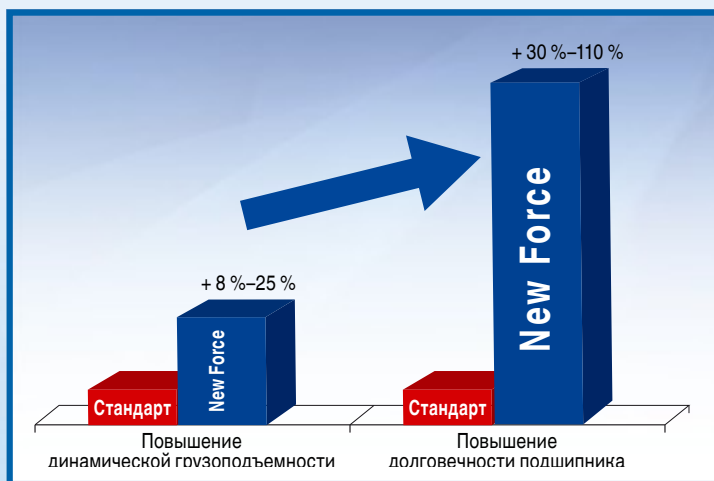 + 30 %–110 %
New Force
+ 8 %–25 %
New Force
Стандарт
Стандарт
Повышение
динамической грузоподъемности
Повышение
долговечности подшипника